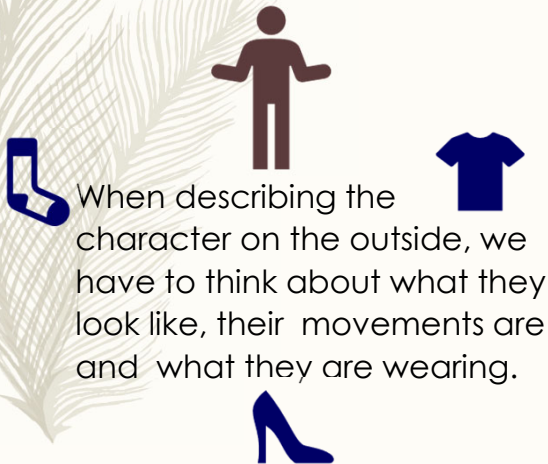 When describing the
character on the outside, we
have to think about what they
look like, their  movements are
and  what they are wearing.